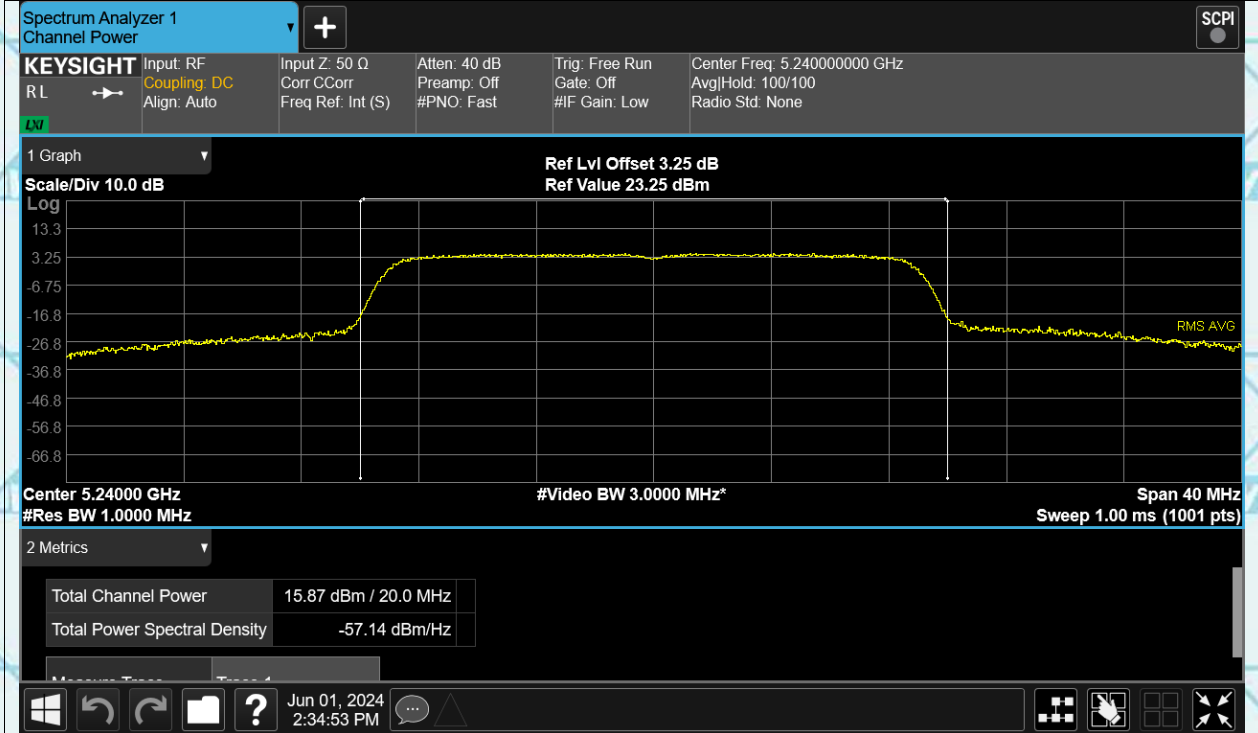 Spectrum Analyzer 1
Channel Power
SCPI
KEYSIGHT
R L
LXI
Input: RF
Coupling: DC
Align: Auto
Input Z: 50 Ω
Corr CCorr
Freq Ref: Int (S)
Atten: 40 dB
Preamp: Off
#PNO: Fast
Trig: Free Run
Gate: Off
#IF Gain: Low
Center Freq: 5.240000000 GHz
Avg|Hold: 100/100
Radio Std: None
1 Graph
Scale/Div 10.0 dB
Ref Lvl Offset 3.25 dB
Ref Value 23.25 dBm
Log
13.3
3.25
-6.75
-16.8
-26.8
-36.8
-46.8
-56.8
-66.8
RMS AVG
Center 5.24000 GHz
#Res BW 1.0000 MHz
#Video BW 3.0000 MHz*
Span 40 MHz
Sweep 1.00 ms (1001 pts)
2 Metrics
Total Channel Power 15.87 dBm / 20.0 MHz
Total Power Spectral Density -57.14 dBm/Hz
Measure Trace Trace 1
?
Jun 01, 2024
2:34:53 PM